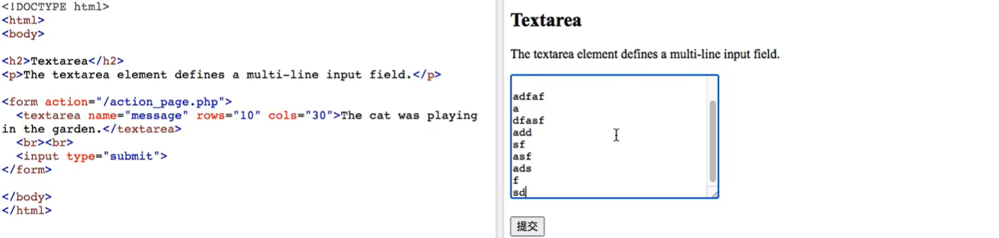 <!DOCTYPE html>
<html>
<body>
<h2>Textarea</h2>
<p>The textarea element defines a multi-line input field.</p>
<form action="/action_page.php">
<textarea name="message" rows="10" cols="30">The cat was playing
in the garden.</textarea>
<br><br>
<input type="submit">
</form>
</body>
</html>
Textarea
The textarea element defines a multi-line input field.
adfaf
a
dfasf
add
sf
asf
ads
f
sd
提交